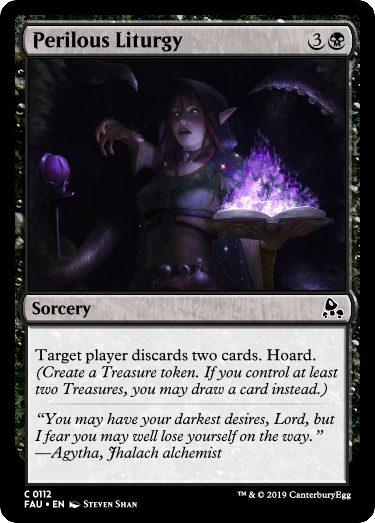 Perilous Liturgy 3
Sorcery
Target player discards two cards. Hoard.
(Create a Treasure token. If you control at least
two Treasures, you may draw a card instead.)
“You may have your darkest desires, Lord, but
I fear you may well lose yourself on the way.”
—Agytha, Jhalach alchemist
C 0112
FAU • EN STEVEN SHAN
™ & © 2019 CanterburyEgg